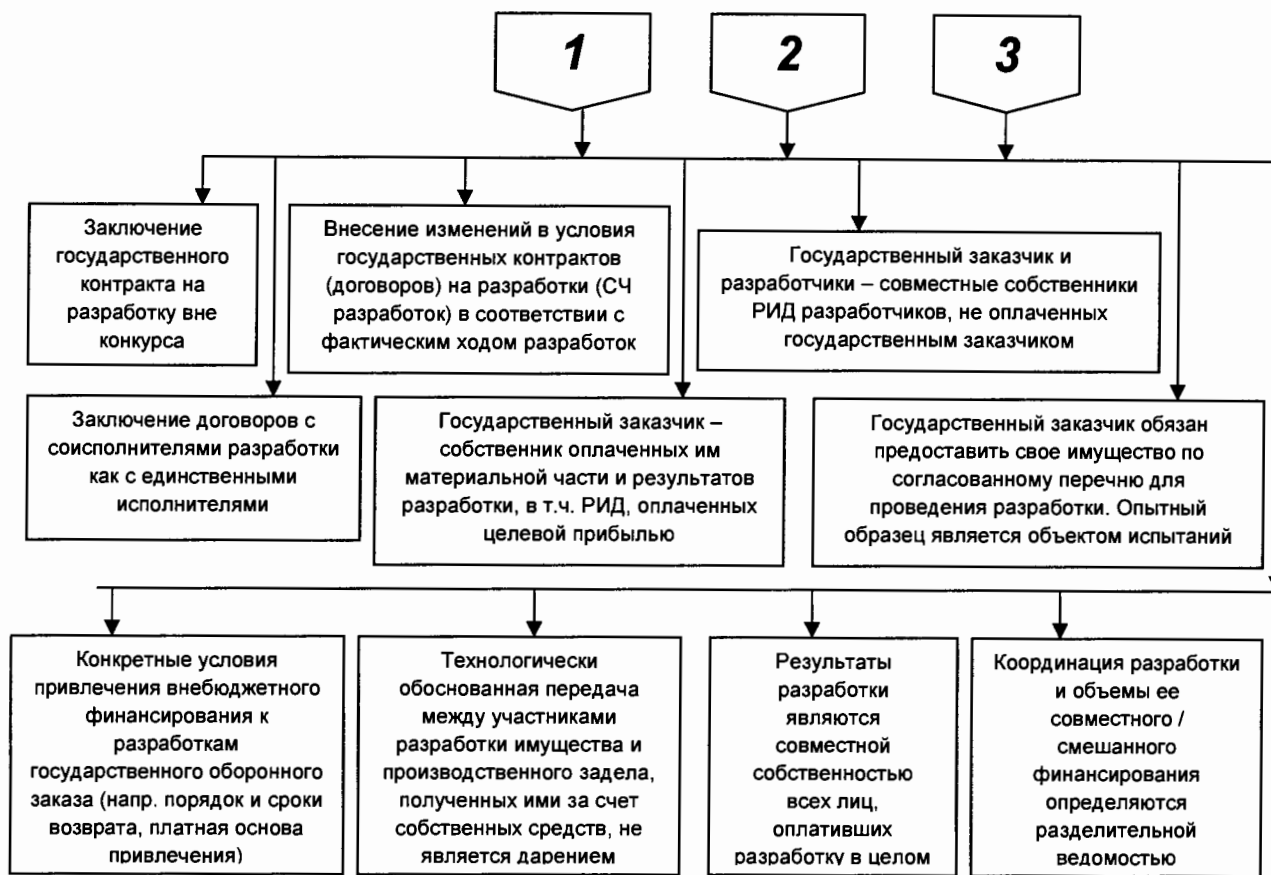 1
2
3
Заключение
государственного
контракта на
разработку вне
конкурса
Внесение изменений в условия
государственных контрактов
(договоров) на разработки (СЧ
разработок) в соответствии с
фактическим ходом разработок
Государственный заказчик и
разработчики – совместные собственники
РИД разработчиков, не оплаченных
государственным заказчиком
Заключение договоров с
соисполнителями разработки
как с единственными
исполнителями
Государственный заказчик –
собственник оплаченных им
материальной части и результатов
разработки, в т.ч. РИД, оплаченных
целевой прибылью
Государственный заказчик обязан
предоставить свое имущество по
согласованному перечню для
проведения разработки. Опытный
образец является объектом испытаний
Конкретные условия
привлечения внебюджетного
финансирования к
разработкам
государственного оборонного
заказа (напр. порядок и сроки
возврата, платная основа
привлечения)
Технологически
обоснованная передача
между участниками
разработки имущества и
производственного задела,
полученных ими за счет
собственных средств, не
является дарением
Результаты
разработки
являются
совместной
собственностью
всех лиц,
оплативших
разработку в целом
Координация разработки
и объемы ее
совместного /
смешанного
финансирования
определяются
разделительной
ведомостью